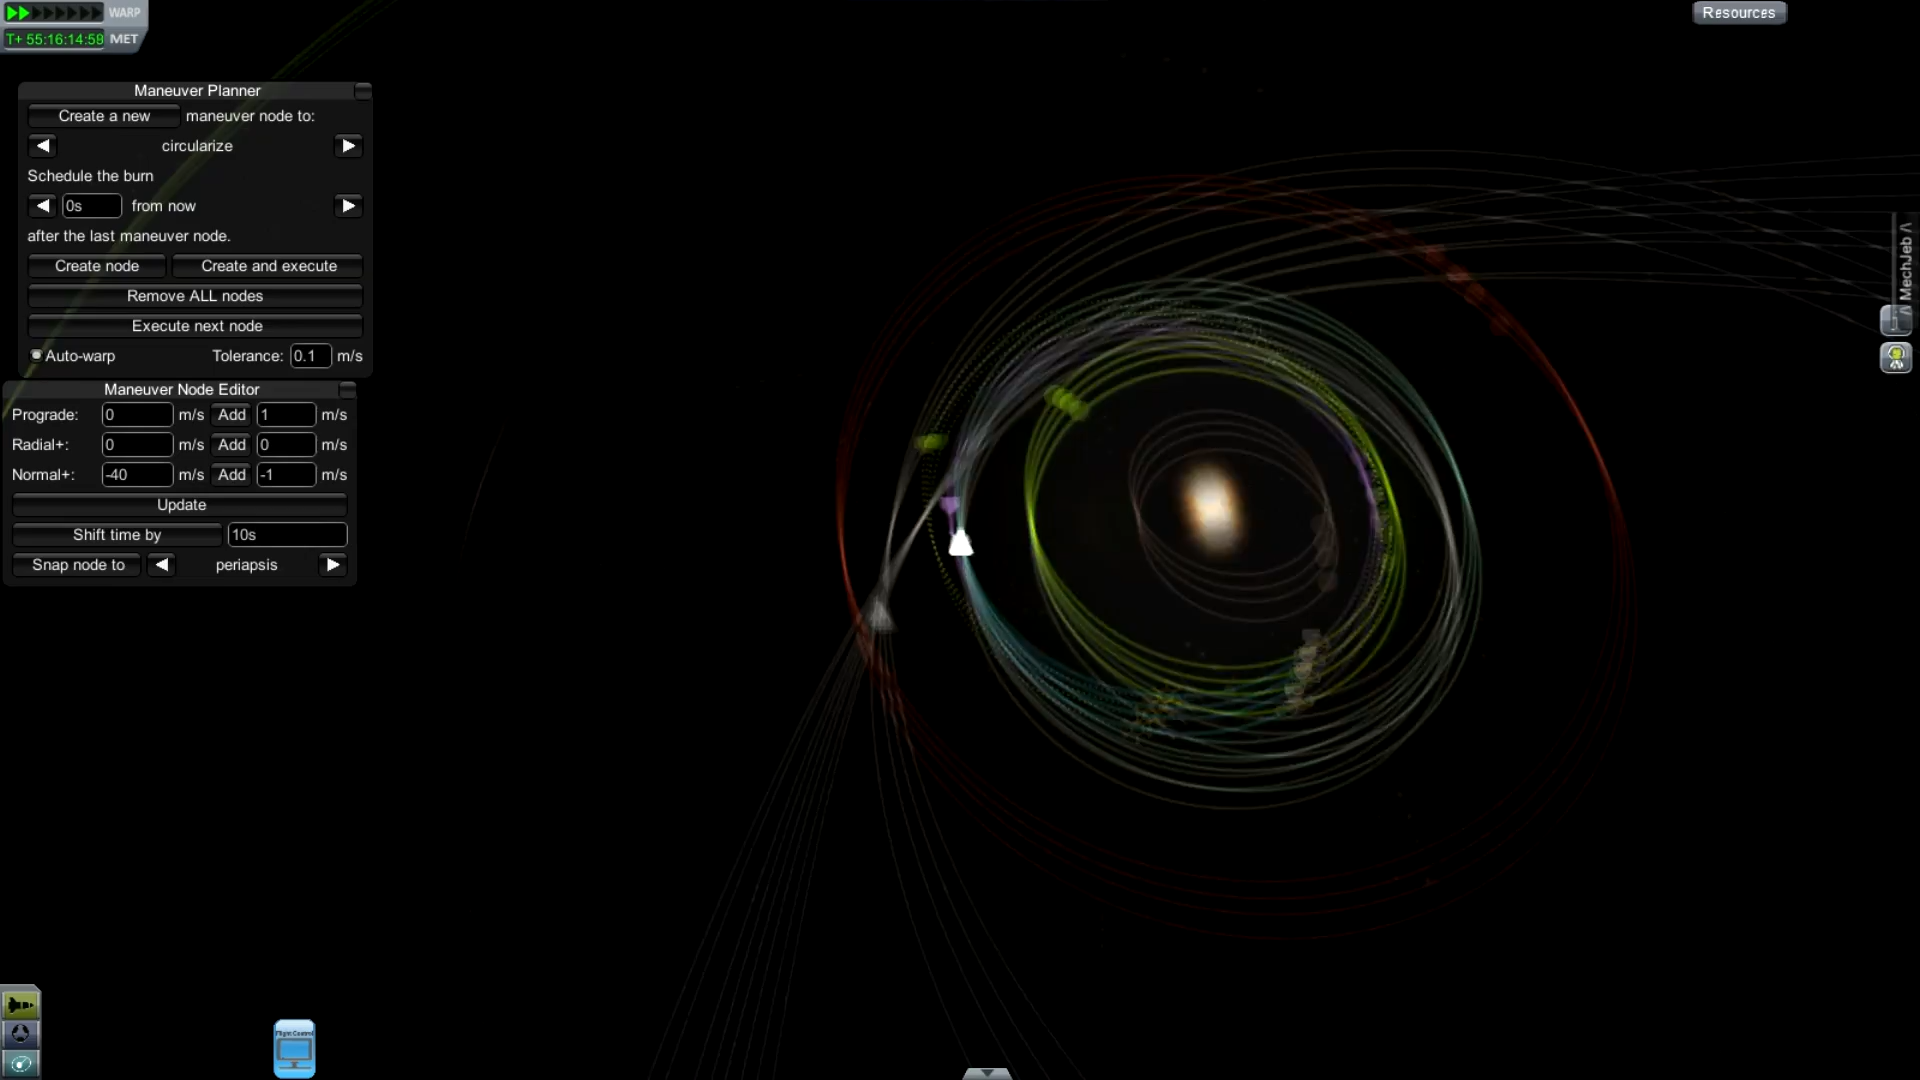 WARP
T+ 55:16:14:50 MET
Resources
Maneuver Planner
Create a new maneuver node to:
circularize
Schedule the burn
0s from now
after the last maneuver node.
Create node Create and execute
Remove ALL nodes
Execute next node
Auto-warp Tolerance: 0.1 m/s
Maneuver Node Editor
Prograde: 0 m/s Add 1 m/s
Radial+: 0 m/s Add 0 m/s
Normal+: -40 m/s Add -1 m/s
Update
Shift time by 10s
Snap node to periapsis
/\ MechJeb /\
Flight Control